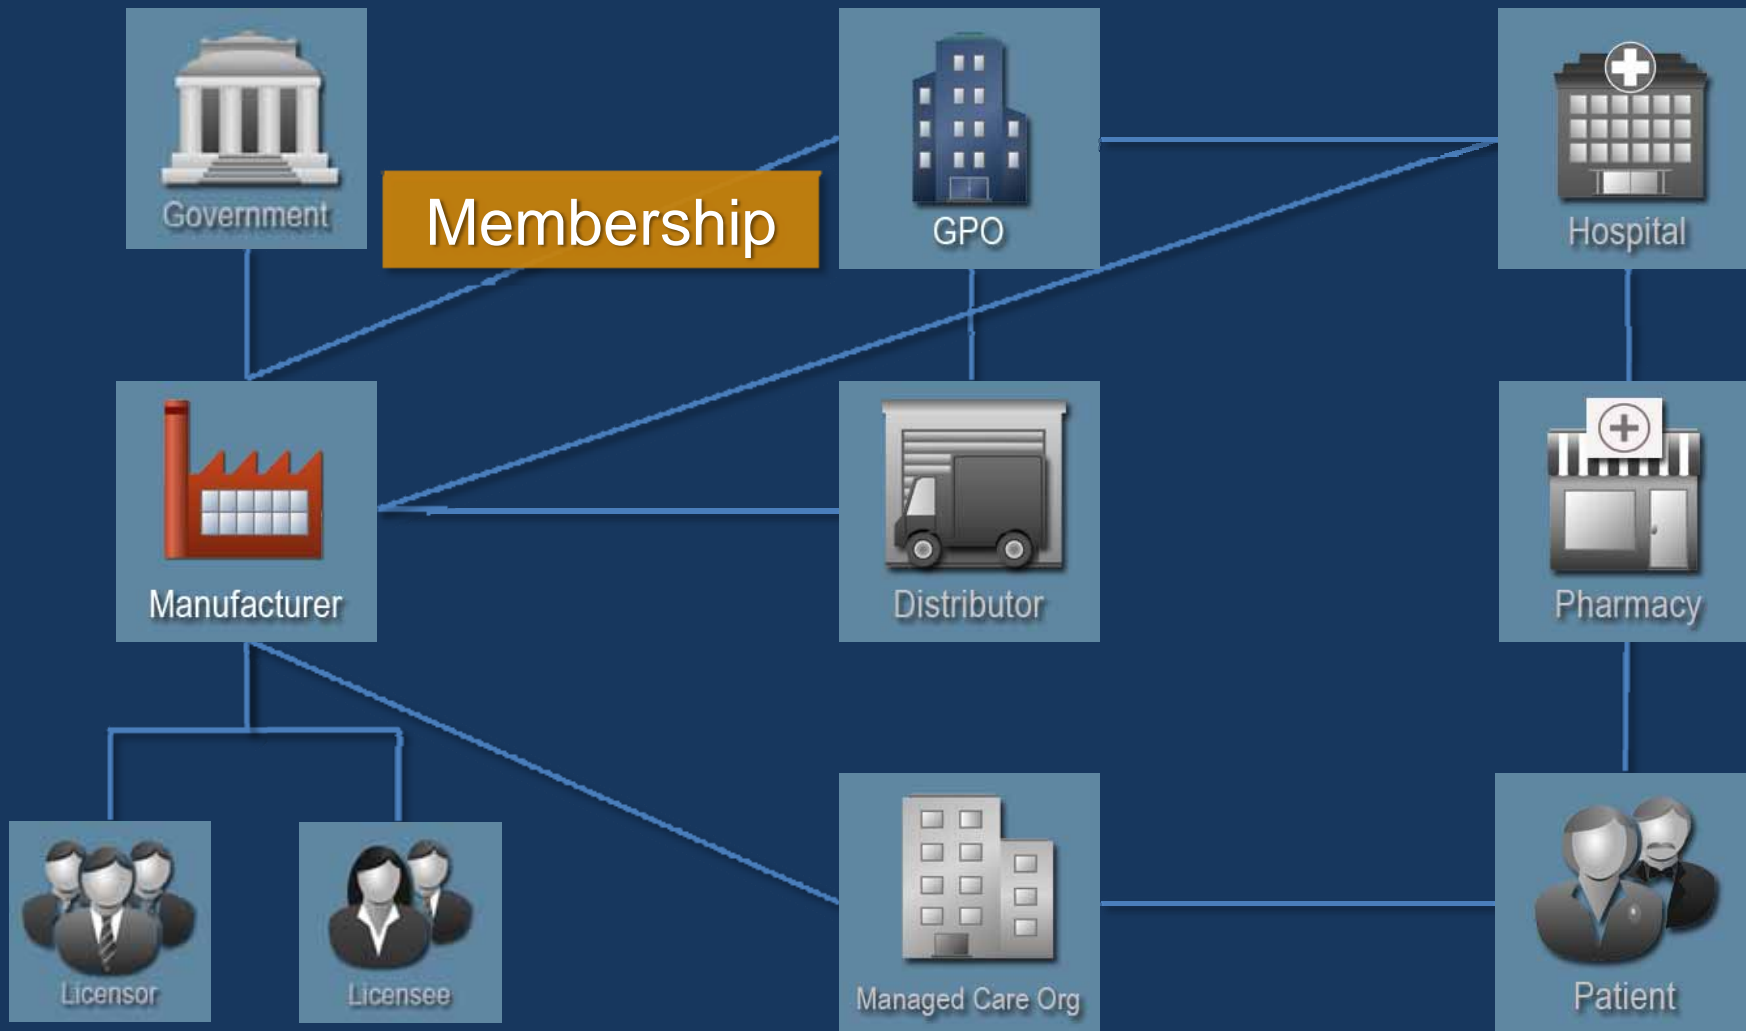 Government
Membership
GPO
Hospital
Manufacturer
Distributor
Pharmacy
Licensor
Licensee
Managed Care Org
Patient